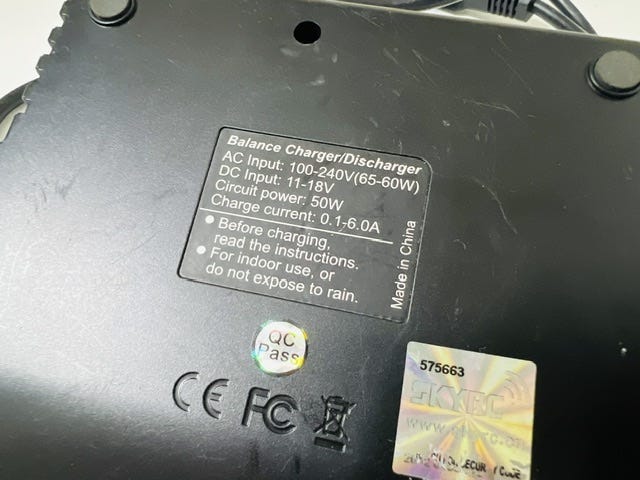 Balance Charger/Discharger
AC Input: 100-240V(65-60W)
DC Input: 11-18V
Circuit power: 50W
Charge current: 0.1-6.0A
• Before charging,
read the instructions.
• For indoor use, or
do not expose to rain.
Made in China
QC
Pass
CE FC
575663
SKYRC
SECURITY CODE